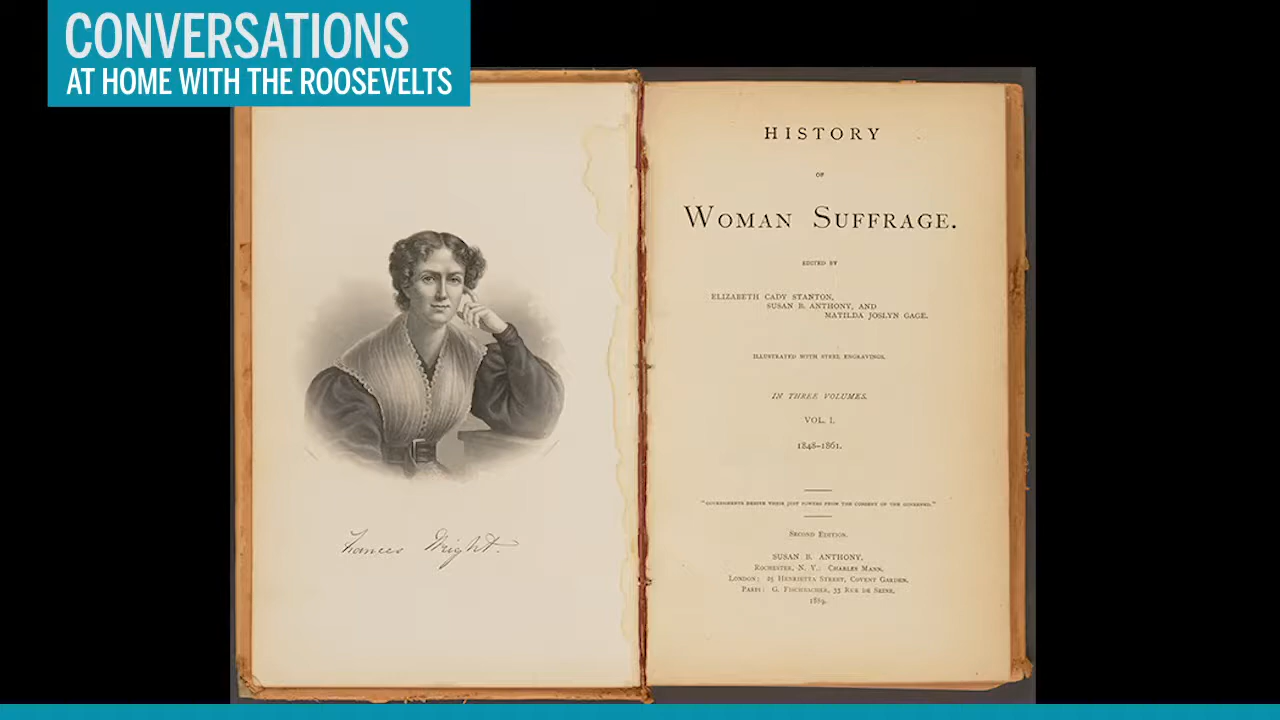 CONVERSATIONS
AT HOME WITH THE ROOSEVELTS
Frances Wright.
HISTORY
OF
WOMAN SUFFRAGE.
EDITED BY
ELIZABETH CADY STANTON,
SUSAN B. ANTHONY, AND
MATILDA JOSLYN GAGE.
ILLUSTRATED WITH STEEL ENGRAVINGS.
IN THREE VOLUMES.
VOL. I.
1848–1861.
"GOVERNMENTS DERIVE THEIR JUST POWERS FROM THE CONSENT OF THE GOVERNED."
SECOND EDITION.
SUSAN B. ANTHONY,
ROCHESTER, N. Y.: CHARLES MANN.
LONDON: 25 HENRIETTA STREET, COVENT GARDEN.
PARIS: G. FISCHBACHER, 33 RUE DE SEINE.
1889.